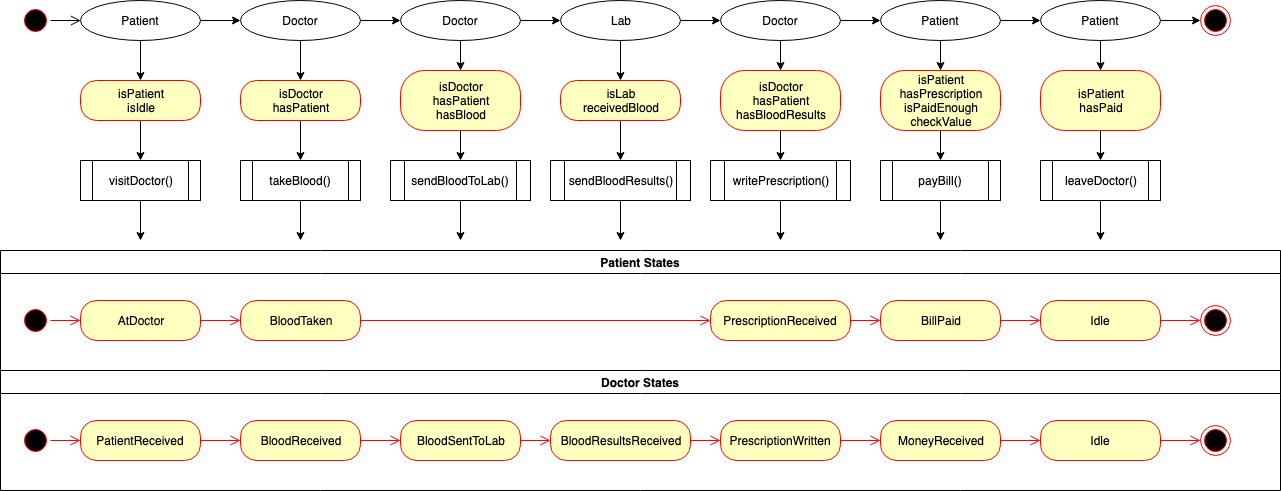 Patient
Doctor
Doctor
Lab
Doctor
Patient
Patient
isPatient
isIdle
isDoctor
hasPatient
isDoctor
hasPatient
hasBlood
isLab
receivedBlood
isDoctor
hasPatient
hasBloodResults
isPatient
hasPrescription
isPaidEnough
checkValue
isPatient
hasPaid
visitDoctor()
takeBlood()
sendBloodToLab()
sendBloodResults()
writePrescription()
payBill()
leaveDoctor()
Patient States
AtDoctor
BloodTaken
PrescriptionReceived
BillPaid
Idle
Doctor States
PatientReceived
BloodReceived
BloodSentToLab
BloodResultsReceived
PrescriptionWritten
MoneyReceived
Idle